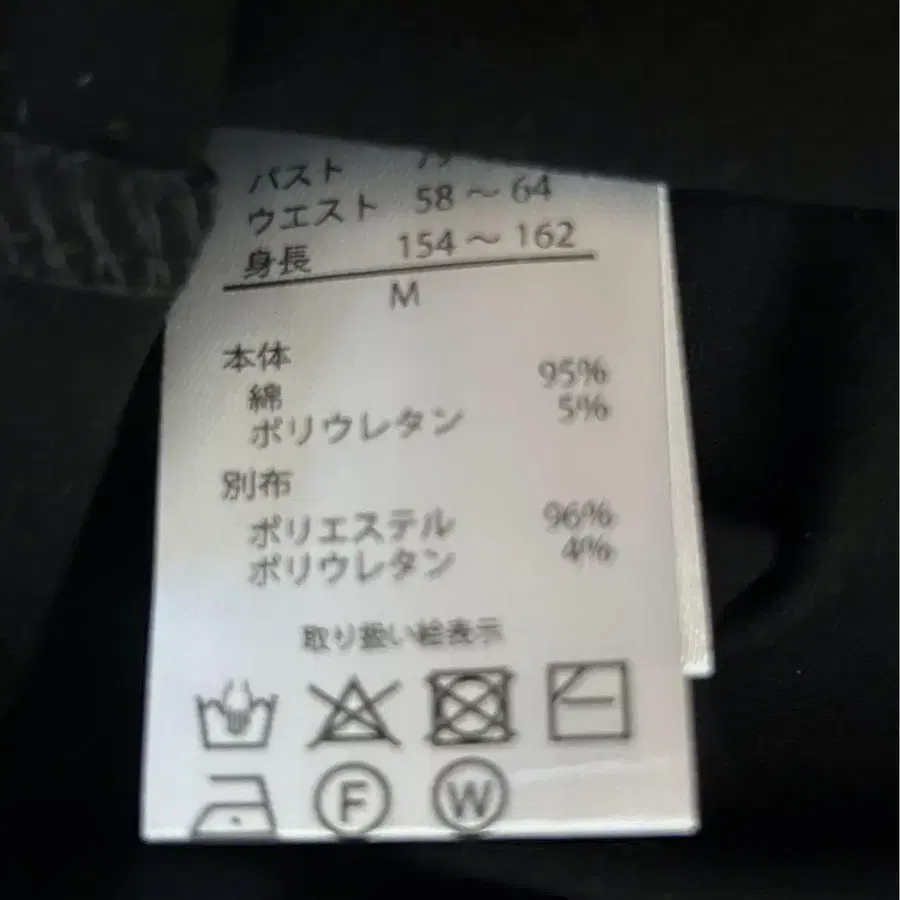 バスト
ウエスト 58 ～ 64
身長 154 ～ 162
M
本体
綿 95%
ポリウレタン 5%
別布
ポリエステル 96%
ポリウレタン 4%
取り扱い絵表示
F W